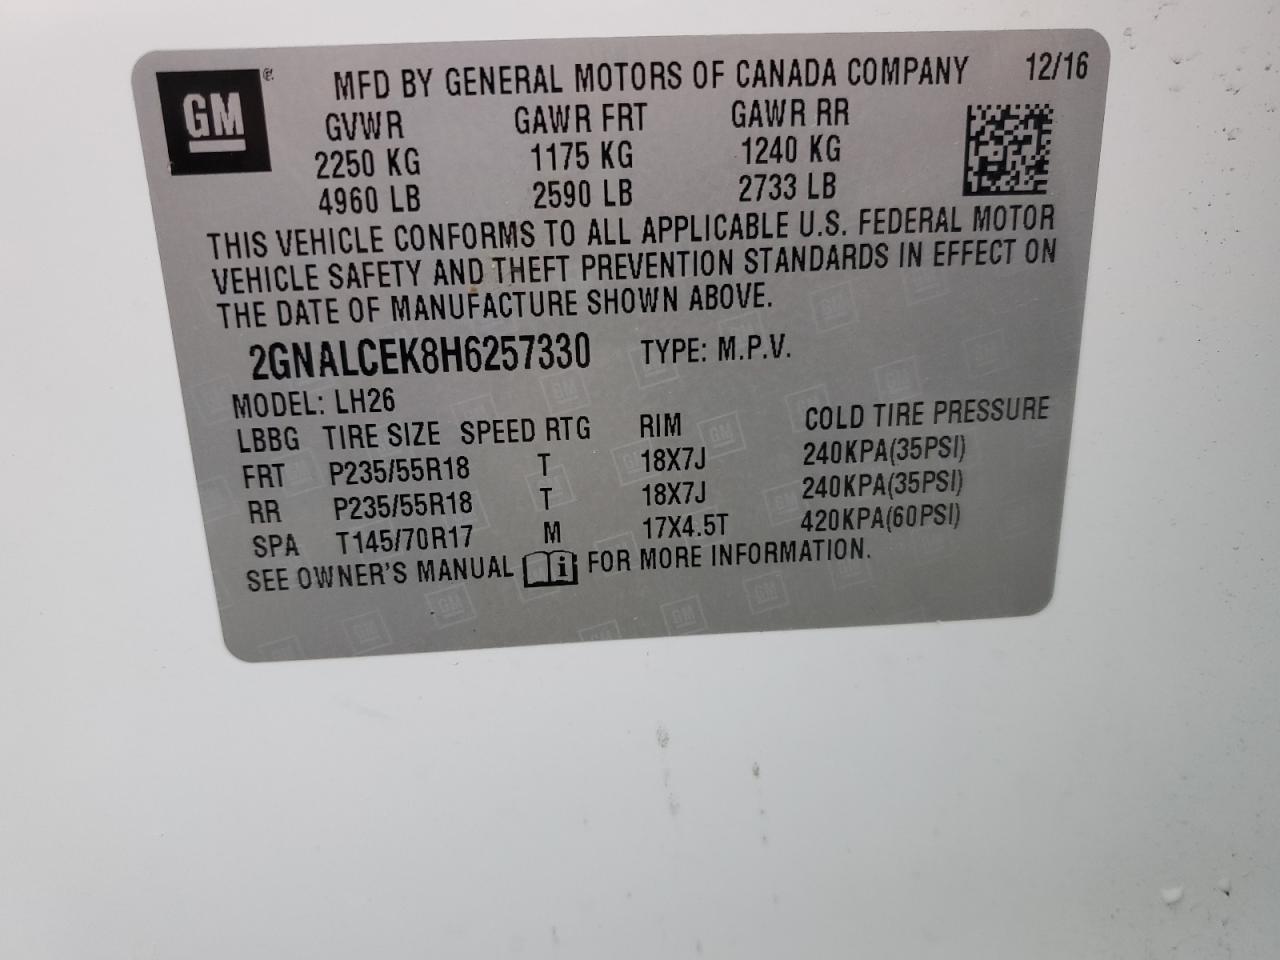 GM ® MFD BY GENERAL MOTORS OF CANADA COMPANY 12/16
GVWR GAWR FRT GAWR RR
2250 KG 1175 KG 1240 KG
4960 LB 2590 LB 2733 LB
THIS VEHICLE CONFORMS TO ALL APPLICABLE U.S. FEDERAL MOTOR
VEHICLE SAFETY AND THEFT PREVENTION STANDARDS IN EFFECT ON
THE DATE OF MANUFACTURE SHOWN ABOVE.
2GNALCEK8H6257330 TYPE: M.P.V.
MODEL: LH26
LBBG TIRE SIZE SPEED RTG RIM COLD TIRE PRESSURE
FRT P235/55R18 T 18X7J 240KPA(35PSI)
RR P235/55R18 T 18X7J 240KPA(35PSI)
SPA T145/70R17 M 17X4.5T 420KPA(60PSI)
SEE OWNER'S MANUAL i FOR MORE INFORMATION.